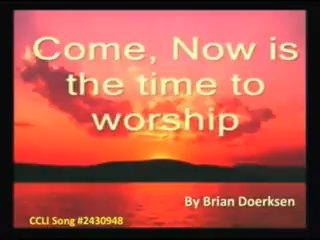 Come, Now is
the time to
worship
By Brian Doerksen
CCLI Song #2430948